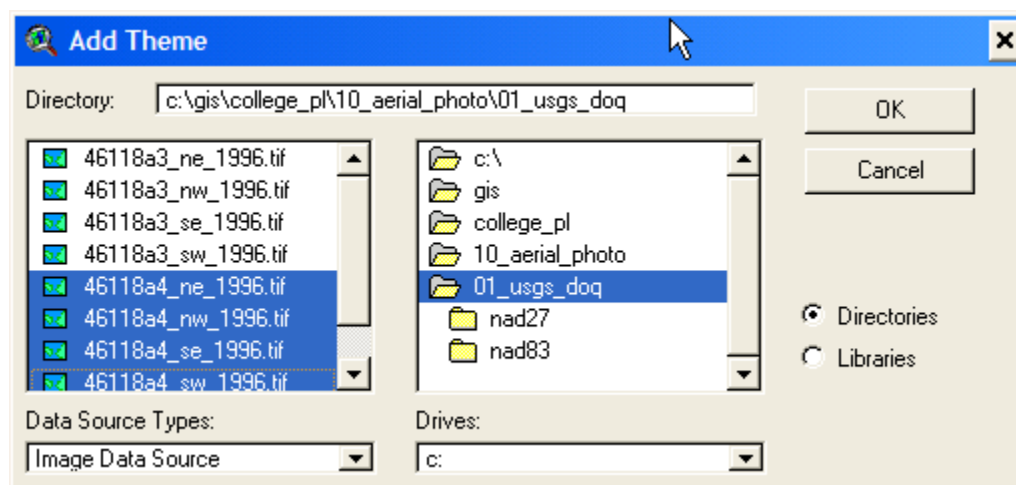 Add Theme
Directory: c:\gis\college_pl\10_aerial_photo\01_usgs_doq
OK
Cancel
46118a3_ne_1996.tif
46118a3_nw_1996.tif
46118a3_se_1996.tif
46118a3_sw_1996.tif
46118a4_ne_1996.tif
46118a4_nw_1996.tif
46118a4_se_1996.tif
46118a4_sw_1996.tif
c:\
gis
college_pl
10_aerial_photo
01_usgs_doq
nad27
nad83
Directories
Libraries
Data Source Types:
Image Data Source
Drives:
c: